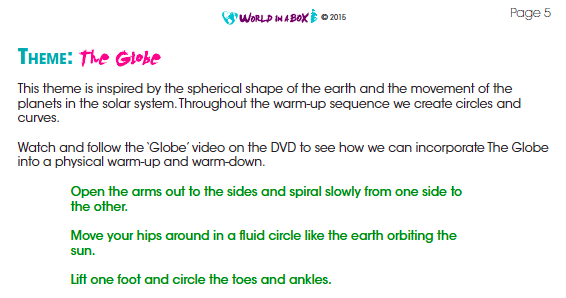 WORLD IN A BOX © 2015
Page 5
THEME: The Globe
This theme is inspired by the spherical shape of the earth and the movement of the
planets in the solar system. Throughout the warm-up sequence we create circles and
curves.
Watch and follow the ‘Globe’ video on the DVD to see how we can incorporate The Globe
into a physical warm-up and warm-down.
Open the arms out to the sides and spiral slowly from one side to
the other.
Move your hips around in a fluid circle like the earth orbiting the
sun.
Lift one foot and circle the toes and ankles.